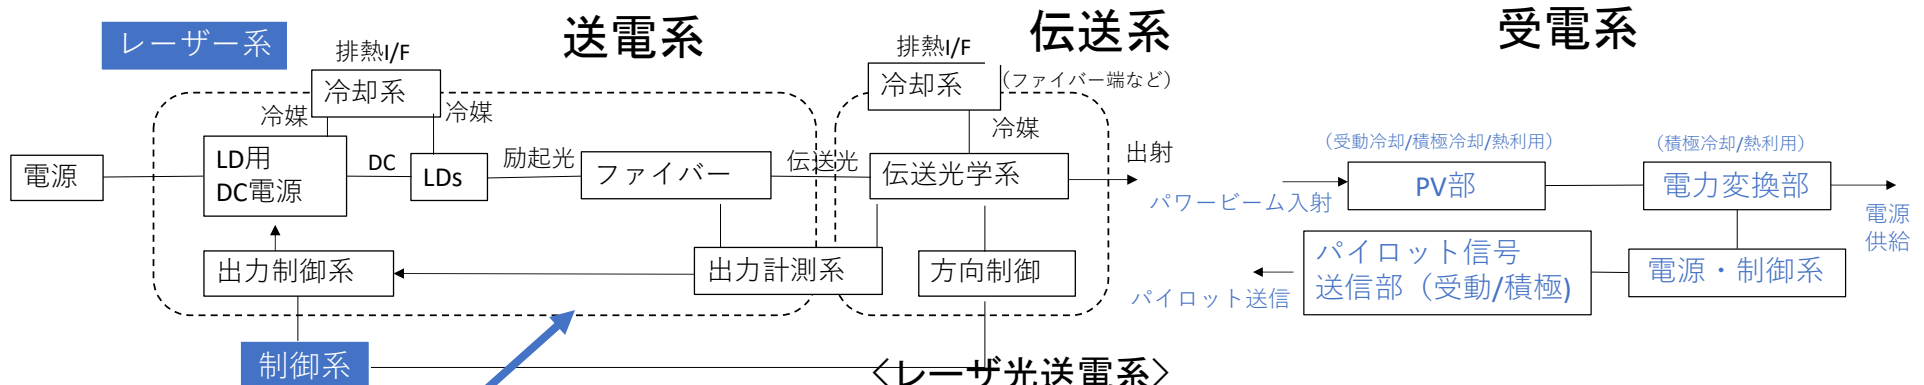 レーザー系
送電系
伝送系
受電系
排熱I/F
排熱I/F
冷却系
冷却系
(ファイバー端など)
冷媒
冷媒
冷媒
電源
LD用
DC電源
DC
LDs
励起光
ファイバー
伝送光
伝送光学系
出射
出力制御系
出力計測系
方向制御
制御系
<レーザ光送電系>
(受動冷却/積極冷却/熱利用)
(積極冷却/熱利用)
パワービーム入射
PV部
電力変換部
電源
供給
パイロット信号
送信部（受動/積極)
電源・制御系
パイロット送信